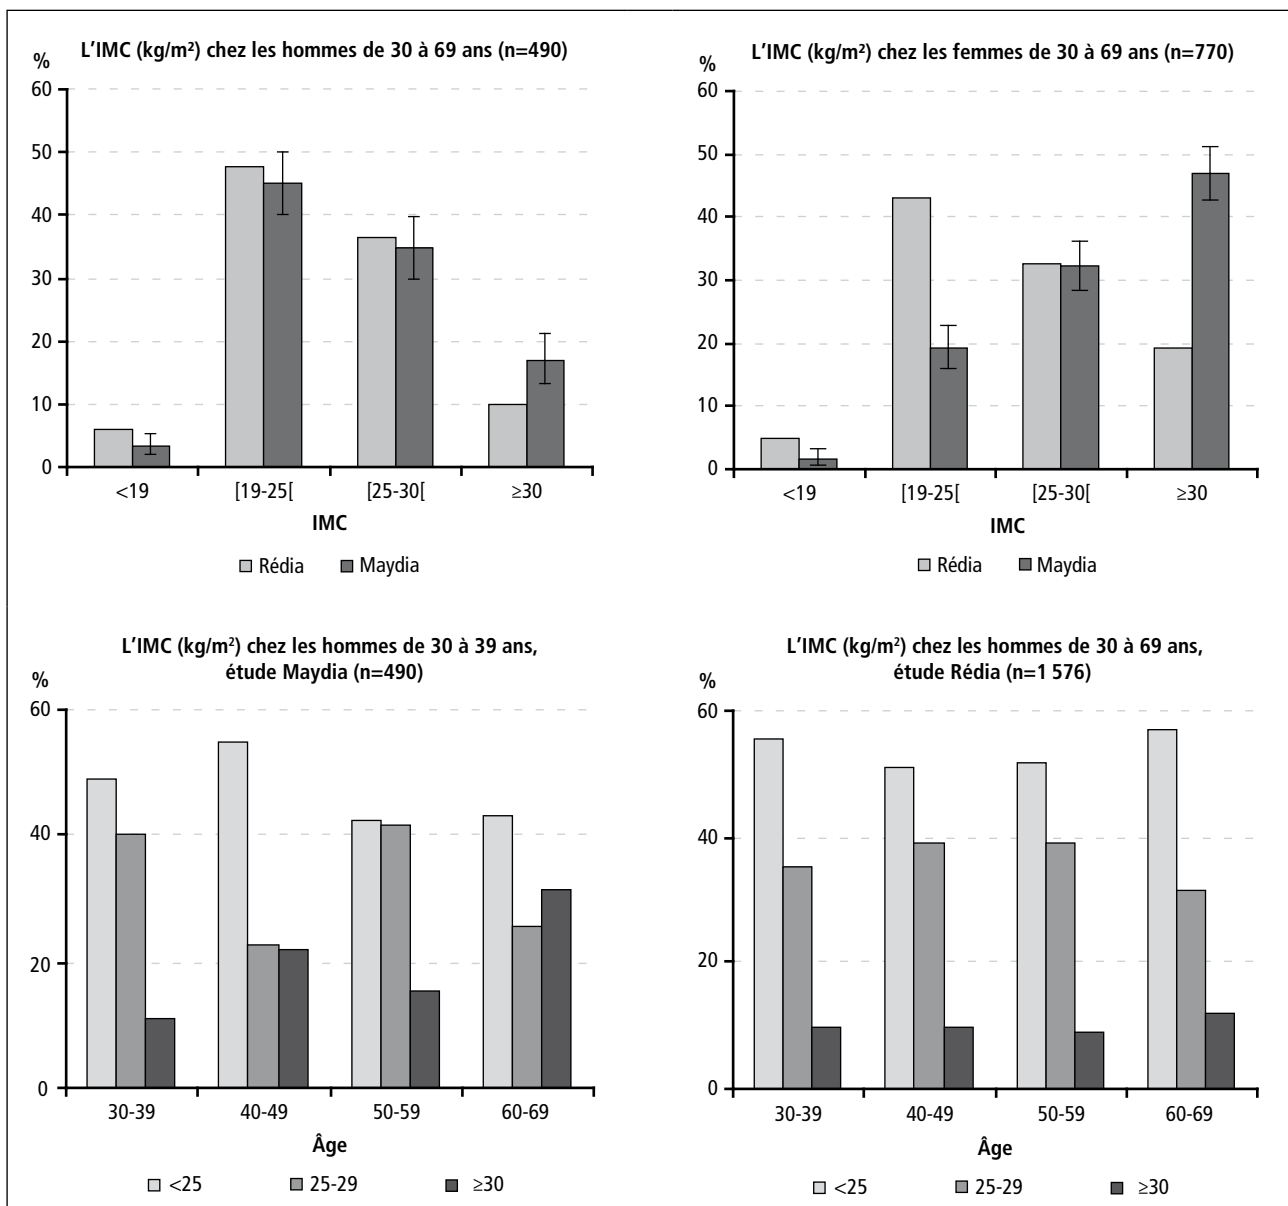 L'IMC (kg/m²) chez les hommes de 30 à 69 ans (n=490)
%
60
50
40
30
20
10
0
<19 [19-25[ [25-30[ ≥30
IMC
Rédia Maydia
L'IMC (kg/m²) chez les femmes de 30 à 69 ans (n=770)
%
60
50
40
30
20
10
0
<19 [19-25[ [25-30[ ≥30
IMC
Rédia Maydia
L'IMC (kg/m²) chez les hommes de 30 à 39 ans,
étude Maydia (n=490)
%
60
40
20
0
30-39 40-49 50-59 60-69
Âge
<25 25-29 ≥30
L'IMC (kg/m²) chez les hommes de 30 à 69 ans,
étude Rédia (n=1 576)
%
60
40
20
0
30-39 40-49 50-59 60-69
Âge
<25 25-29 ≥30